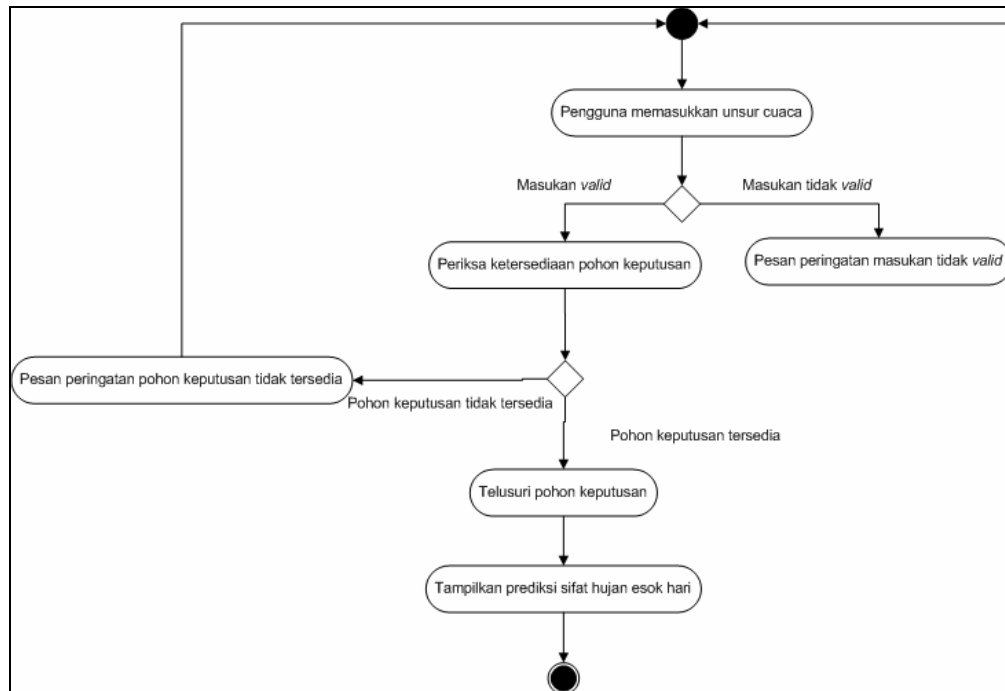 Pengguna memasukkan unsur cuaca
Masukan valid
Masukan tidak valid
Periksa ketersediaan pohon keputusan
Pesan peringatan masukan tidak valid
Pesan peringatan pohon keputusan tidak tersedia
Pohon keputusan tidak tersedia
Pohon keputusan tersedia
Telusuri pohon keputusan
Tampilkan prediksi sifat hujan esok hari